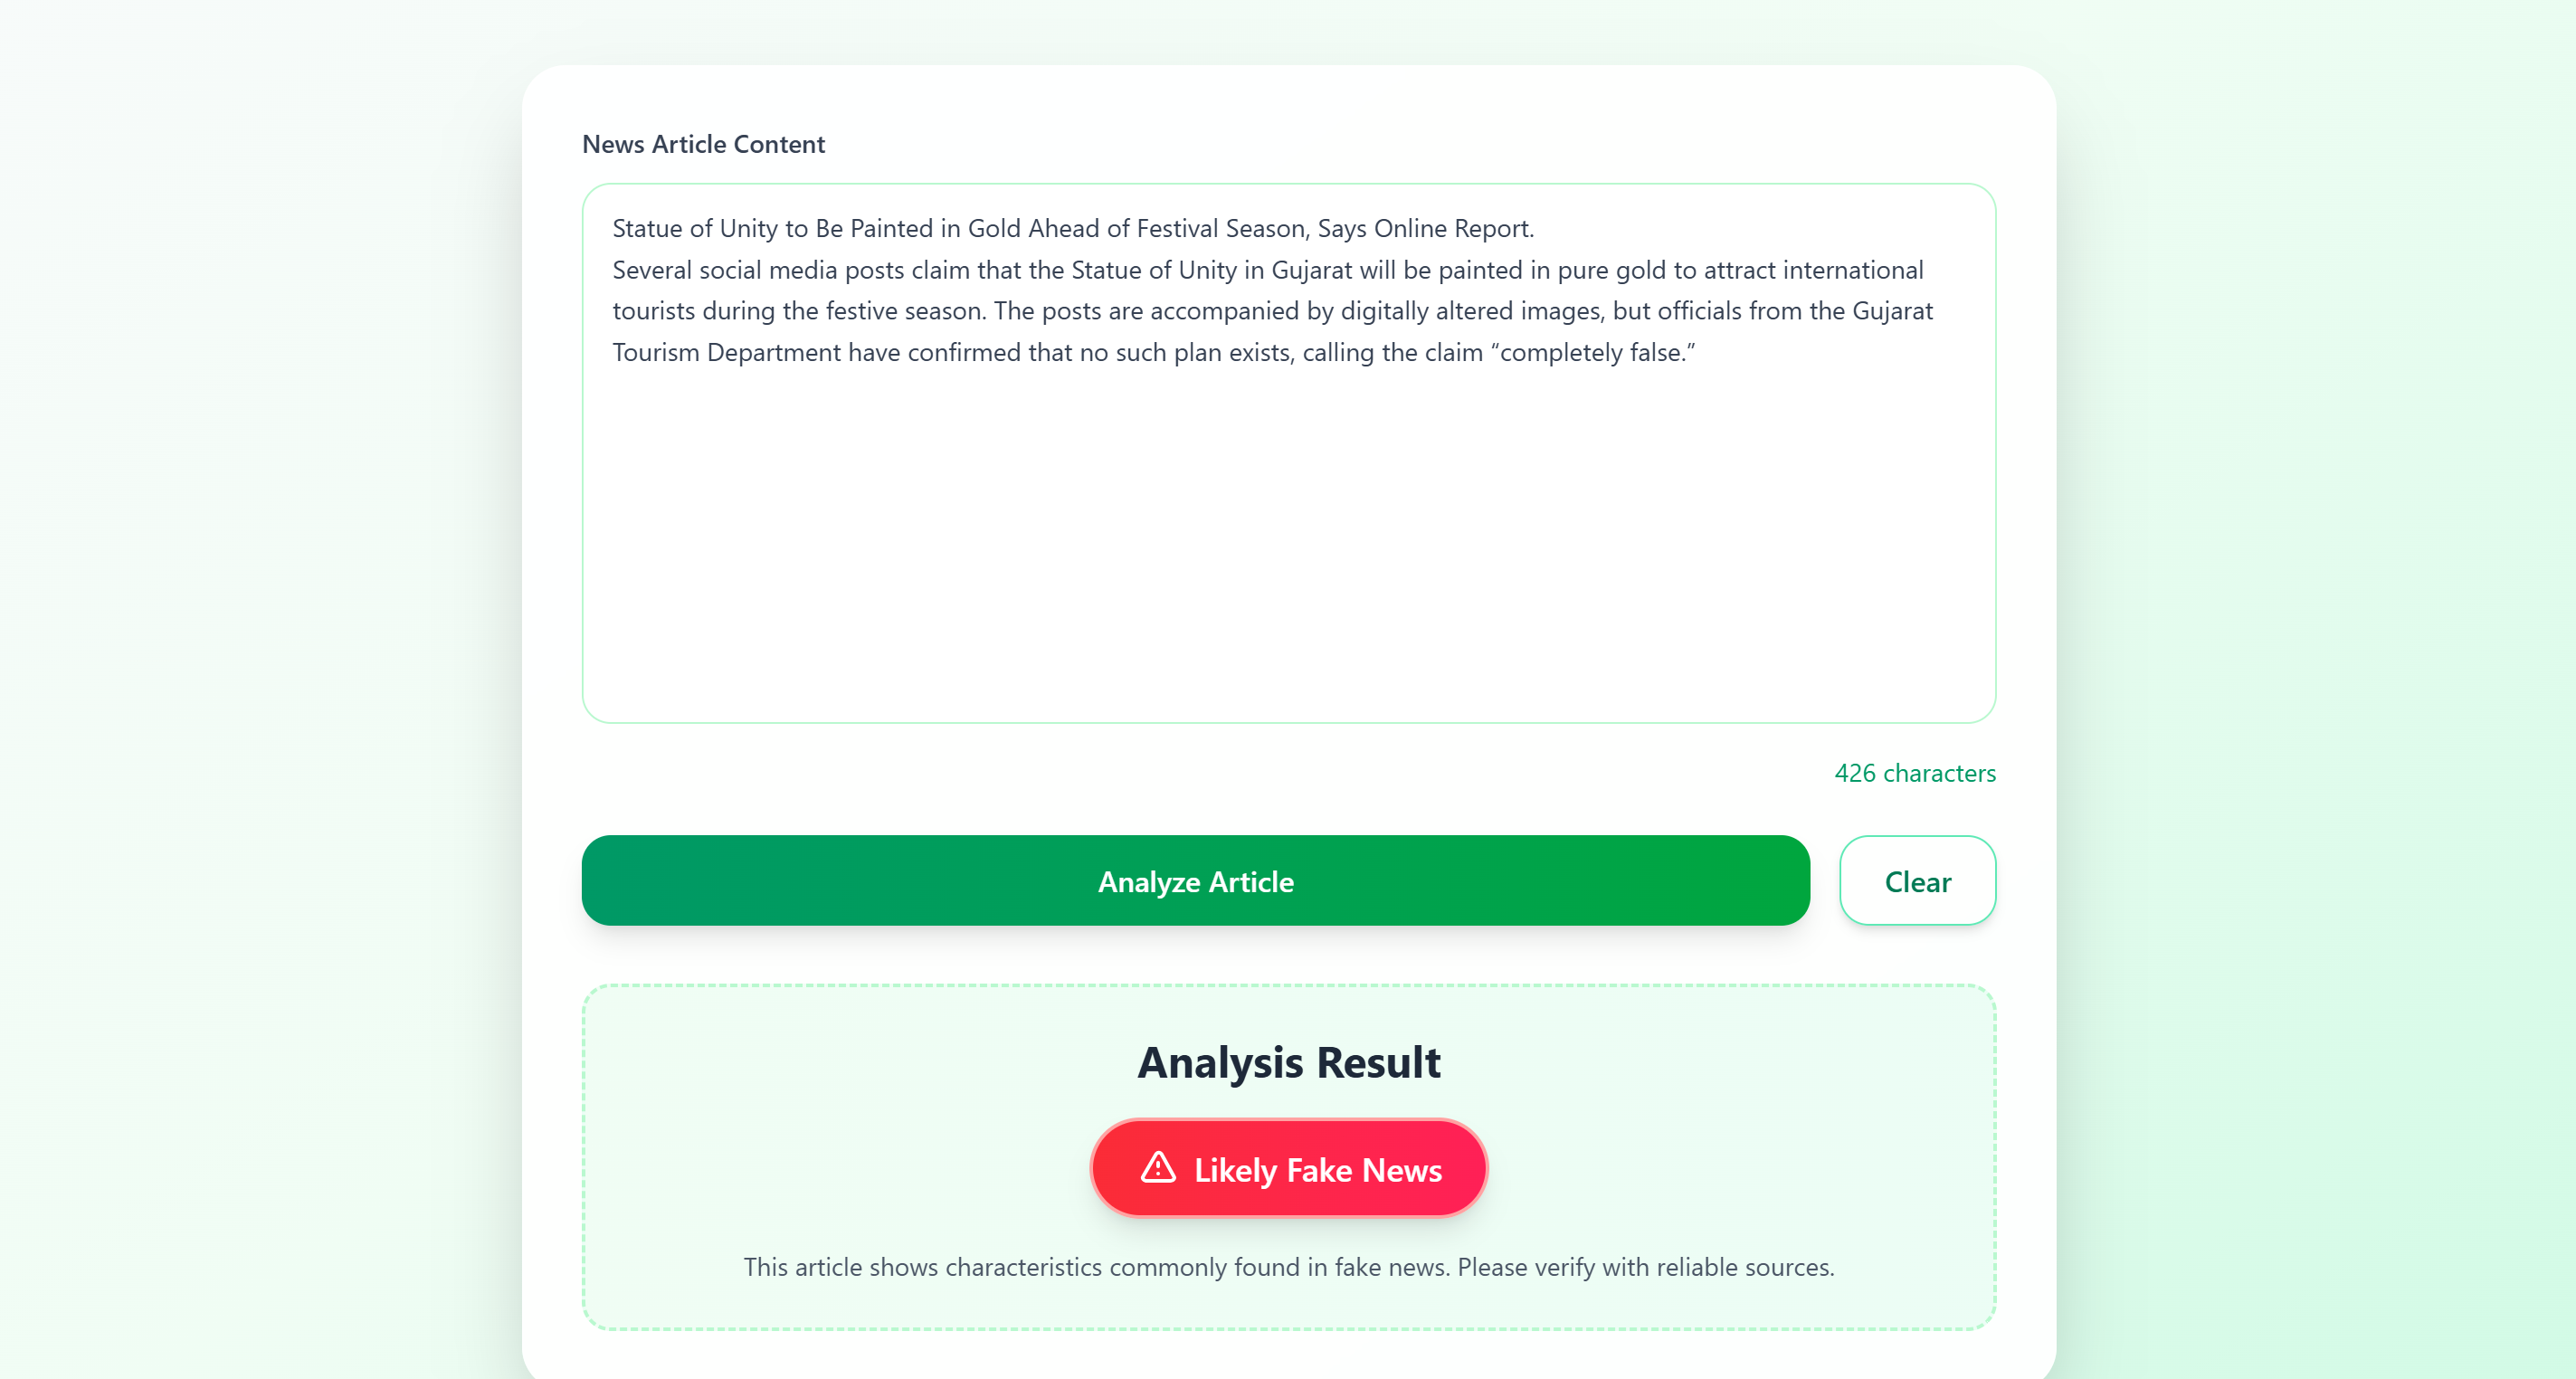 News Article Content
Statue of Unity to Be Painted in Gold Ahead of Festival Season, Says Online Report.
Several social media posts claim that the Statue of Unity in Gujarat will be painted in pure gold to attract international
tourists during the festive season. The posts are accompanied by digitally altered images, but officials from the Gujarat
Tourism Department have confirmed that no such plan exists, calling the claim “completely false.”
426 characters
Analyze Article
Clear
Analysis Result
Likely Fake News
This article shows characteristics commonly found in fake news. Please verify with reliable sources.